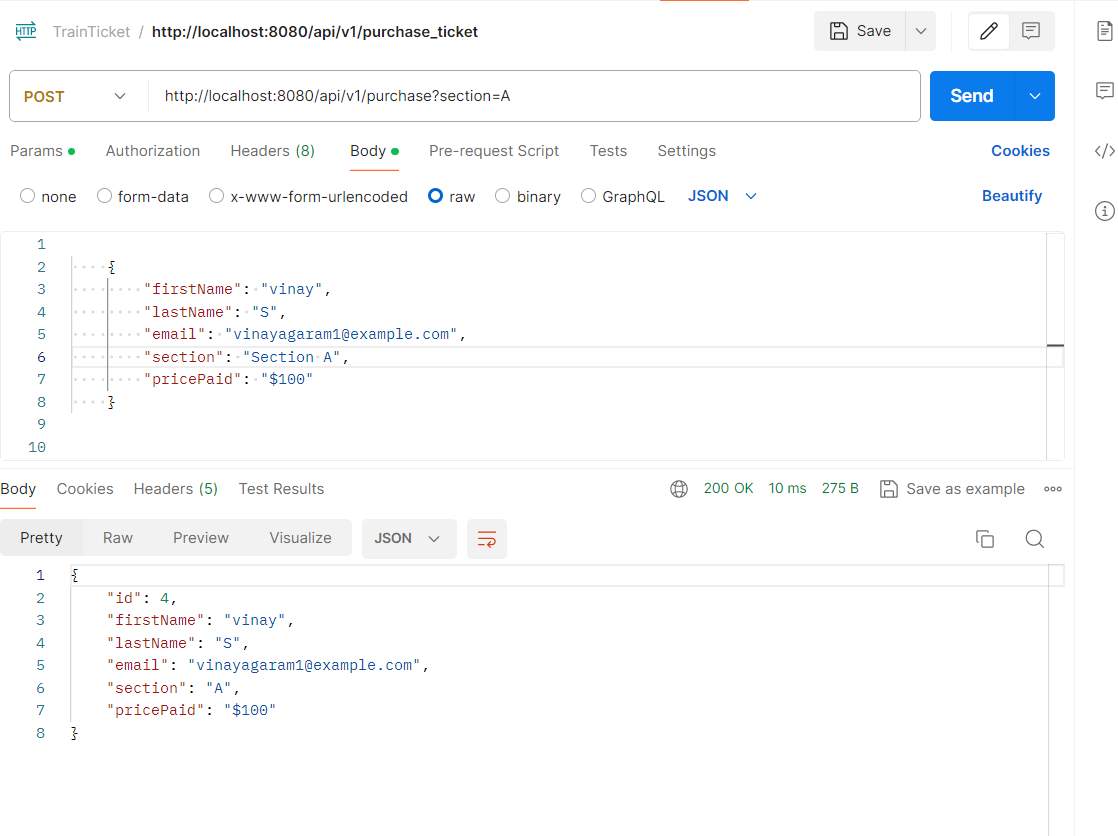 HTTP TrainTicket / http://localhost:8080/api/v1/purchase_ticket Save
POST http://localhost:8080/api/v1/purchase?section=A Send
Params Authorization Headers (8) Body Pre-request Script Tests Settings Cookies
none form-data x-www-form-urlencoded raw binary GraphQL JSON Beautify
1
2 {
3 "firstName": "vinay",
4 "lastName": "S",
5 "email": "vinayagaram1@example.com",
6 "section": "Section A",
7 "pricePaid": "$100"
8 }
9
10
Body Cookies Headers (5) Test Results 200 OK 10 ms 275 B Save as example
Pretty Raw Preview Visualize JSON
1 {
2 "id": 4,
3 "firstName": "vinay",
4 "lastName": "S",
5 "email": "vinayagaram1@example.com",
6 "section": "A",
7 "pricePaid": "$100"
8 }